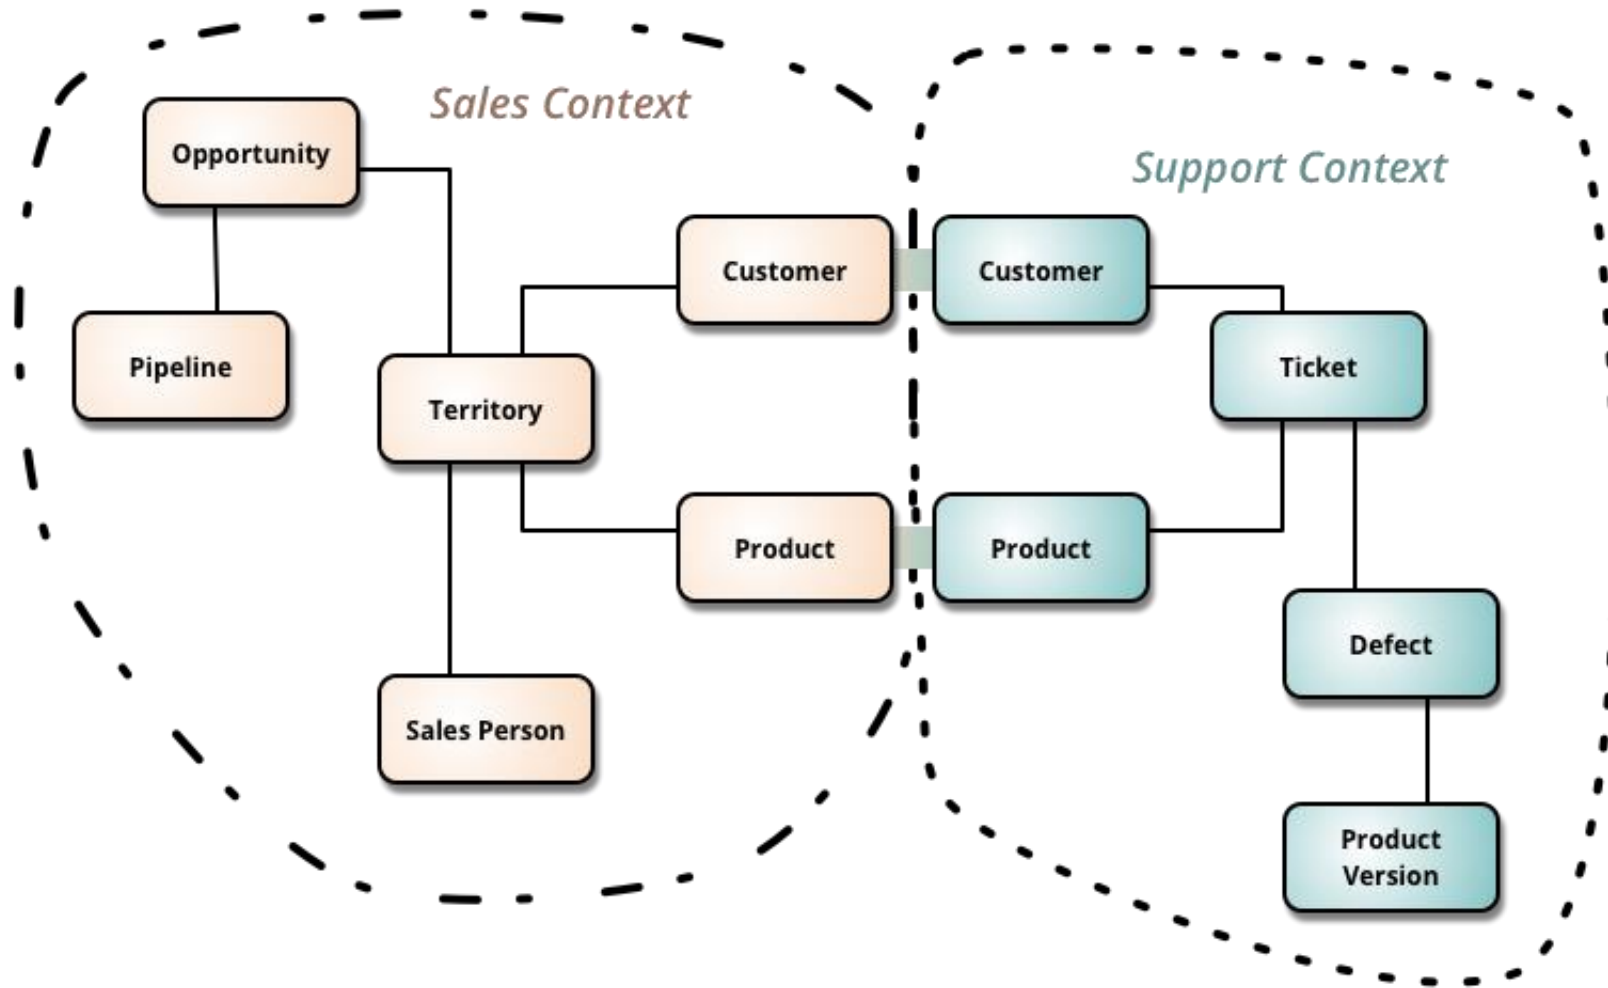 Sales Context
Opportunity
Support Context
Customer
Customer
Pipeline
Ticket
Territory
Product
Product
Defect
Sales Person
Product
Version